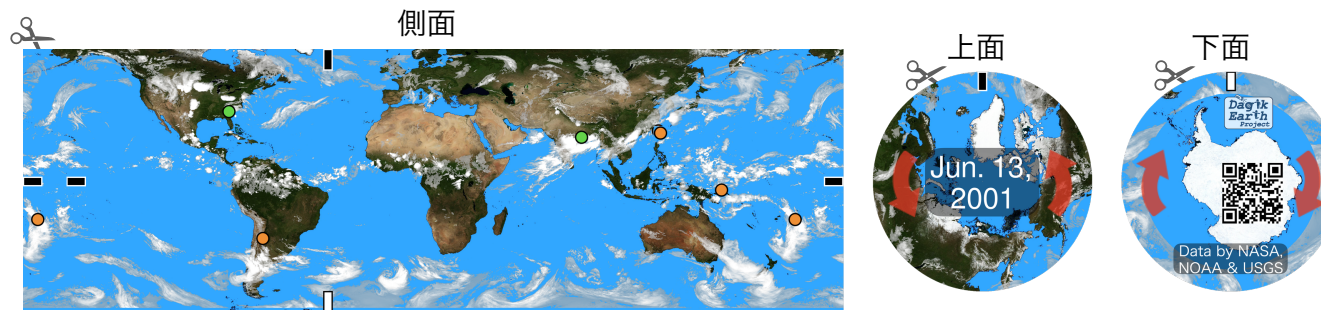 側面
上面
下面
Jun. 13,
2001
Dagik
Earth
Project
Data by NASA,
NOAA & USGS